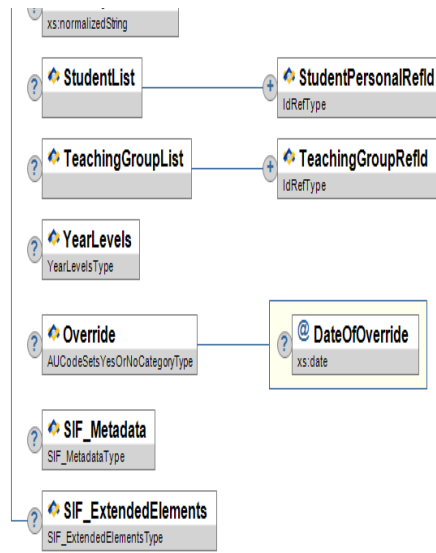 xs:normalizedString
? StudentList
+ StudentPersonalRefId
IdRefType
? TeachingGroupList
+ TeachingGroupRefId
IdRefType
? YearLevels
YearLevelsType
? Override
AUCodeSetsYesOrNoCategoryType
? @ DateOfOverride
xs:date
? SIF_Metadata
SIF_MetadataType
? SIF_ExtendedElements
SIF_ExtendedElementsType